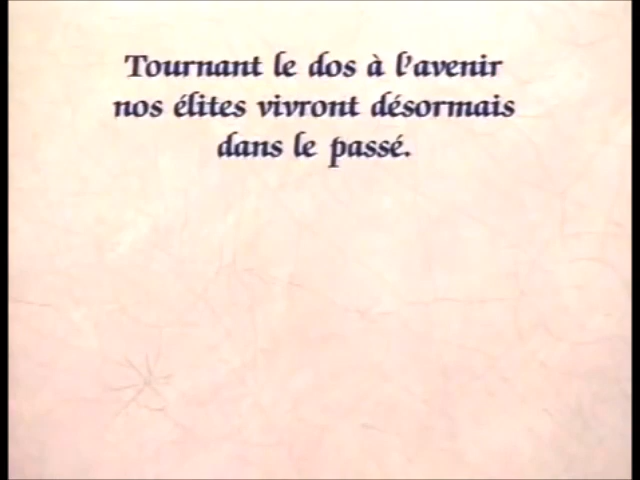 Tournant le dos à l'avenir
nos élites vivront désormais
dans le passé.